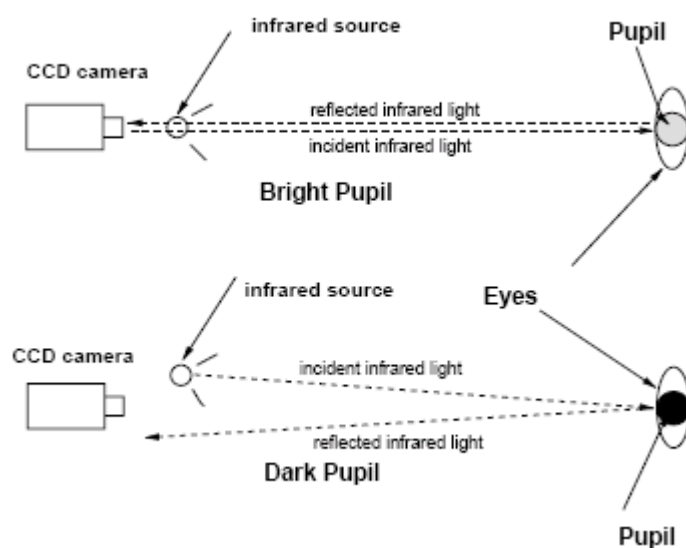 infrared source
Pupil
CCD camera
reflected infrared light
incident infrared light
Bright Pupil
infrared source
Eyes
CCD camera
incident infrared light
reflected infrared light
Dark Pupil
Pupil